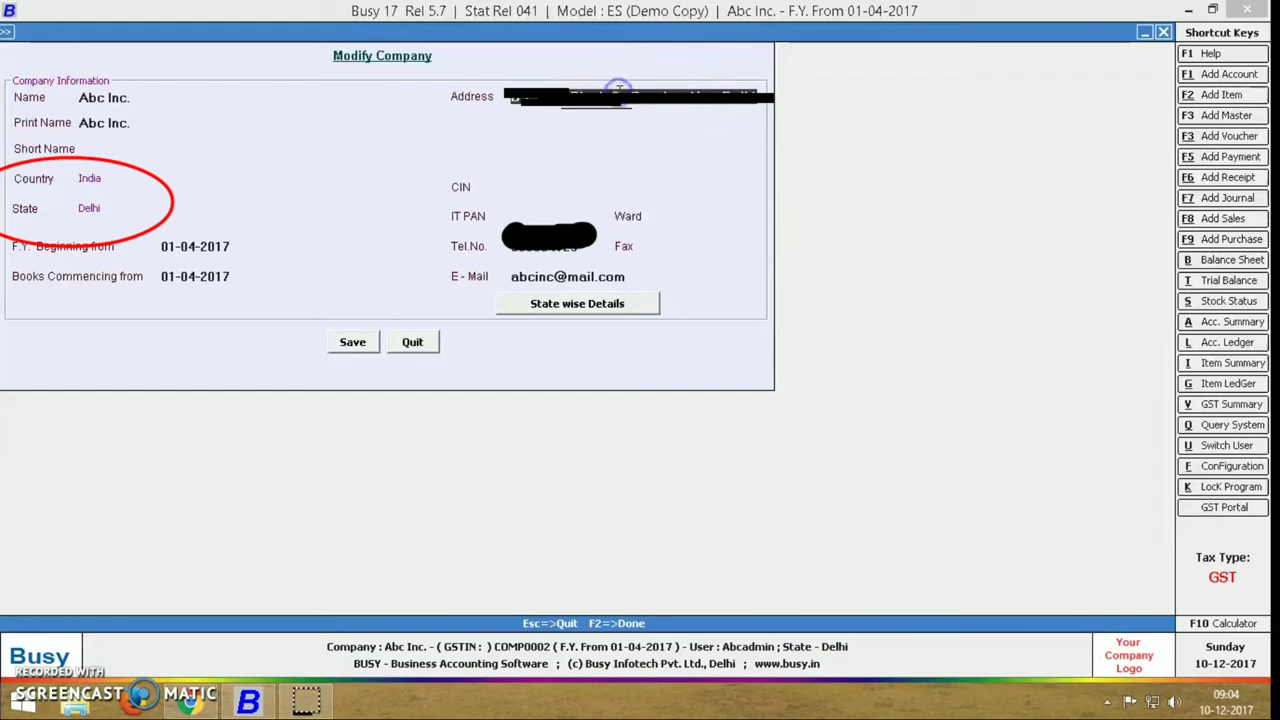 Busy 17 Rel 5.7 | Stat Rel 041 | Model : ES (Demo Copy) | Abc Inc. - F.Y. From 01-04-2017
>>
Shortcut Keys
Modify Company
Company Information
Name Abc Inc.
Address
Print Name Abc Inc.
Short Name
Country India
CIN
State Delhi
IT PAN Ward
F.Y. Beginning from 01-04-2017
Tel.No. Fax
Books Commencing from 01-04-2017
E - Mail abcinc@mail.com
State wise Details
Save Quit
F1 Help
F1 Add Account
F2 Add Item
F3 Add Master
F3 Add Voucher
F5 Add Payment
F6 Add Receipt
F7 Add Journal
F8 Add Sales
F9 Add Purchase
B Balance Sheet
T Trial Balance
S Stock Status
A Acc. Summary
L Acc. Ledger
I Item Summary
G Item LedGer
V GST Summary
Q Query System
U Switch User
F ConFiguration
K LocK Program
GST Portal
Tax Type:
GST
Esc=>Quit F2=>Done
F10 Calculator
Busy
Company : Abc Inc. - ( GSTIN : ) COMP0002 ( F.Y. From 01-04-2017 ) - User : Abcadmin ; State - Delhi
BUSY - Business Accounting Software ; (c) Busy Infotech Pvt. Ltd., Delhi ; www.busy.in
Your
Company
Logo
Sunday
10-12-2017
RECORDED WITH
SCREENCAST MATIC
B
09:04
10-12-2017